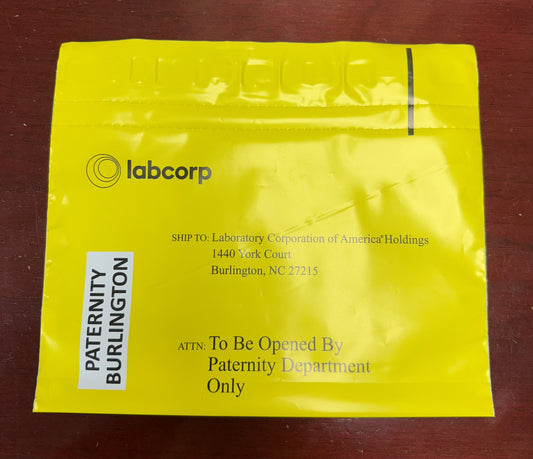 labcorp
SHIP TO: Laboratory Corporation of America® Holdings
1440 York Court
Burlington, NC 27215
PATERNITY
BURLINGTON
ATTN: To Be Opened By
Paternity Department
Only